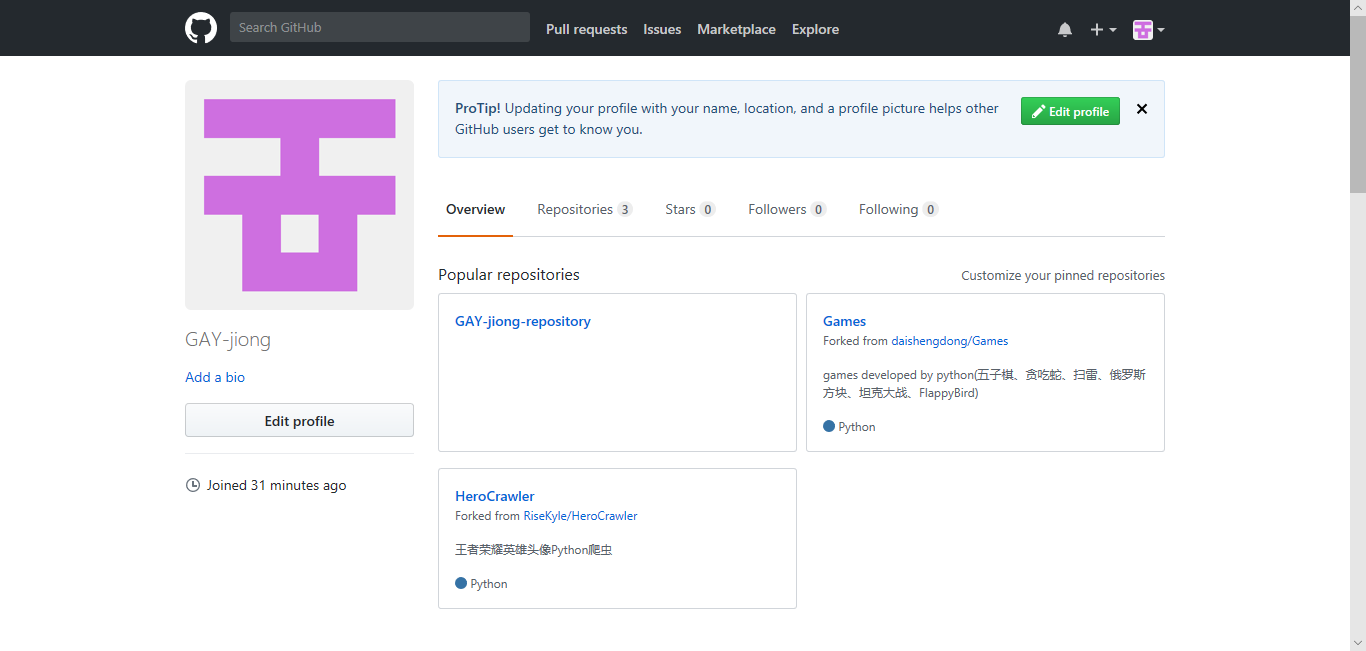 Search GitHub
Pull requests Issues Marketplace Explore
ProTip! Updating your profile with your name, location, and a profile picture helps other
GitHub users get to know you.
Edit profile
Overview Repositories 3 Stars 0 Followers 0 Following 0
GAY-jiong
Add a bio
Edit profile
Joined 31 minutes ago
Popular repositories
Customize your pinned repositories
GAY-jiong-repository
Games
Forked from daishengdong/Games
games developed by python(五子棋、贪吃蛇、扫雷、俄罗斯
方块、坦克大战、FlappyBird)
Python
HeroCrawler
Forked from RiseKyle/HeroCrawler
王者荣耀英雄头像Python爬虫
Python